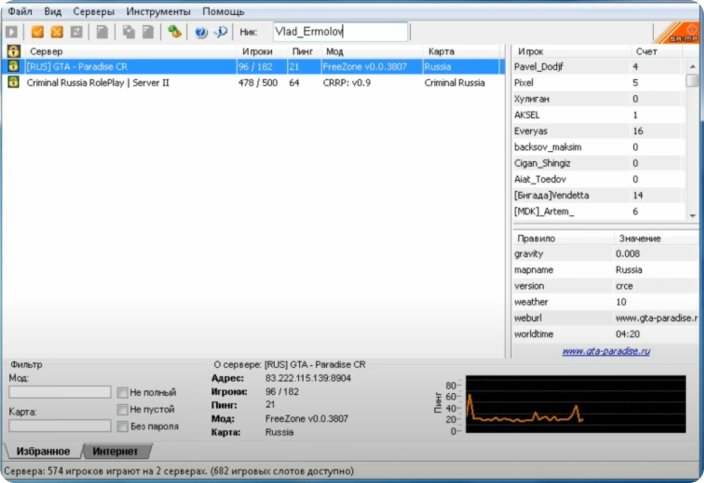 Файл Вид Серверы Инструменты Помощь
Ник: Vlad_Ermolov
SA:MP
Сервер Игроки Пинг Мод Карта
[RUS] GTA - Paradise CR 96 / 182 21 FreeZone v0.0.3807 Russia
Criminal Russia RolePlay | Server II 478 / 500 64 CRRP: v0.9 Criminal Russia
Игрок Счет
Pavel_Dodjf 4
Pixel 5
Хулиган 0
AKSEL 1
Everyas 16
backsov_maksim 0
Cigan_Shingiz 0
Aiat_Toedov 0
[Бигада]Vendetta 14
[MDK]_Artem_ 6
Правило Значение
gravity 0.008
mapname Russia
version crce
weather 10
weburl www.gta-paradise.r
worldtime 04:20
www.gta-paradise.ru
Фильтр
Мод:
Карта:
Не полный
Не пустой
Без пароля
О сервере: [RUS] GTA - Paradise CR
Адрес: 83.222.115.139:8904
Игроки: 96 / 182
Пинг: 21
Мод: FreeZone v0.0.3807
Карта: Russia
Пинг
80
60
40
20
0
Избранное Интернет
Сервера: 574 игроков играют на 2 серверах. (682 игровых слотов доступно)